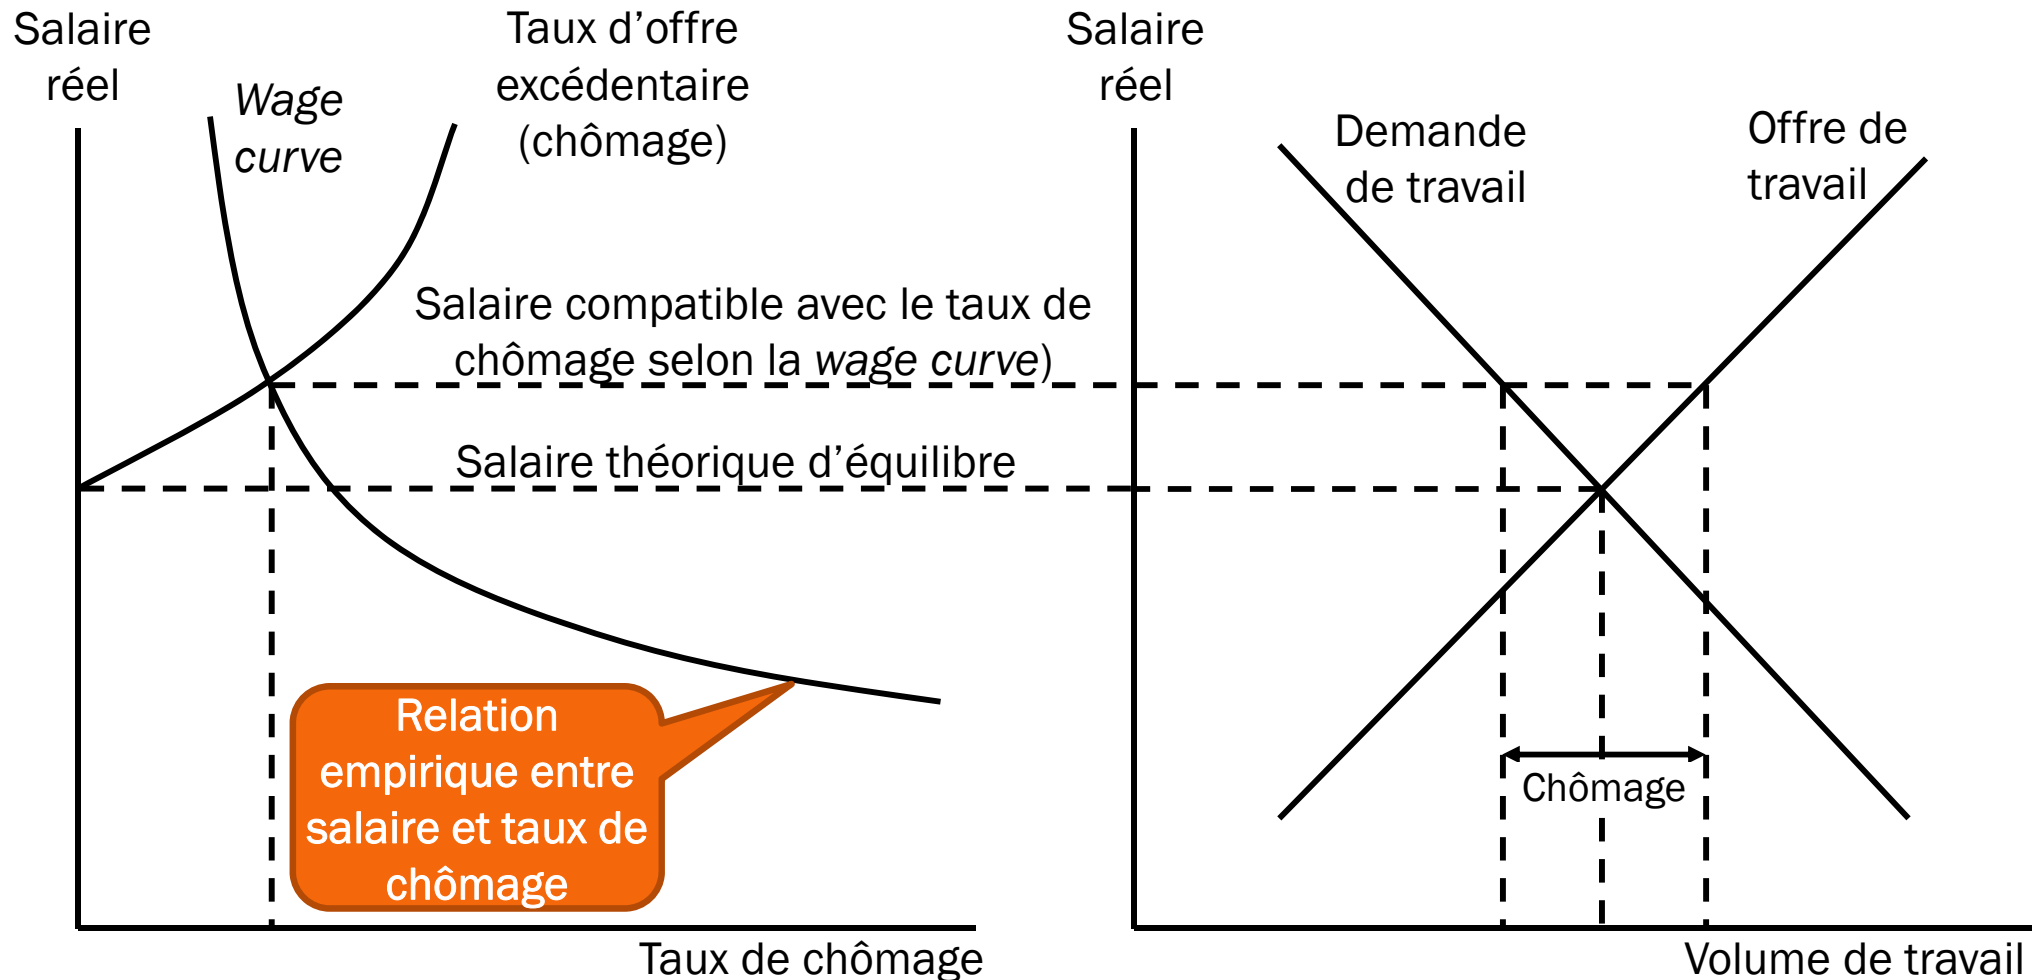 Salaire
réel
Wage
curve
Taux d’offre
excédentaire
(chômage)
Salaire compatible avec le taux de
chômage selon la wage curve)
Salaire théorique d’équilibre
Relation
empirique entre
salaire et taux de
chômage
Taux de chômage
Salaire
réel
Demande
de travail
Offre de
travail
Chômage
Volume de travail